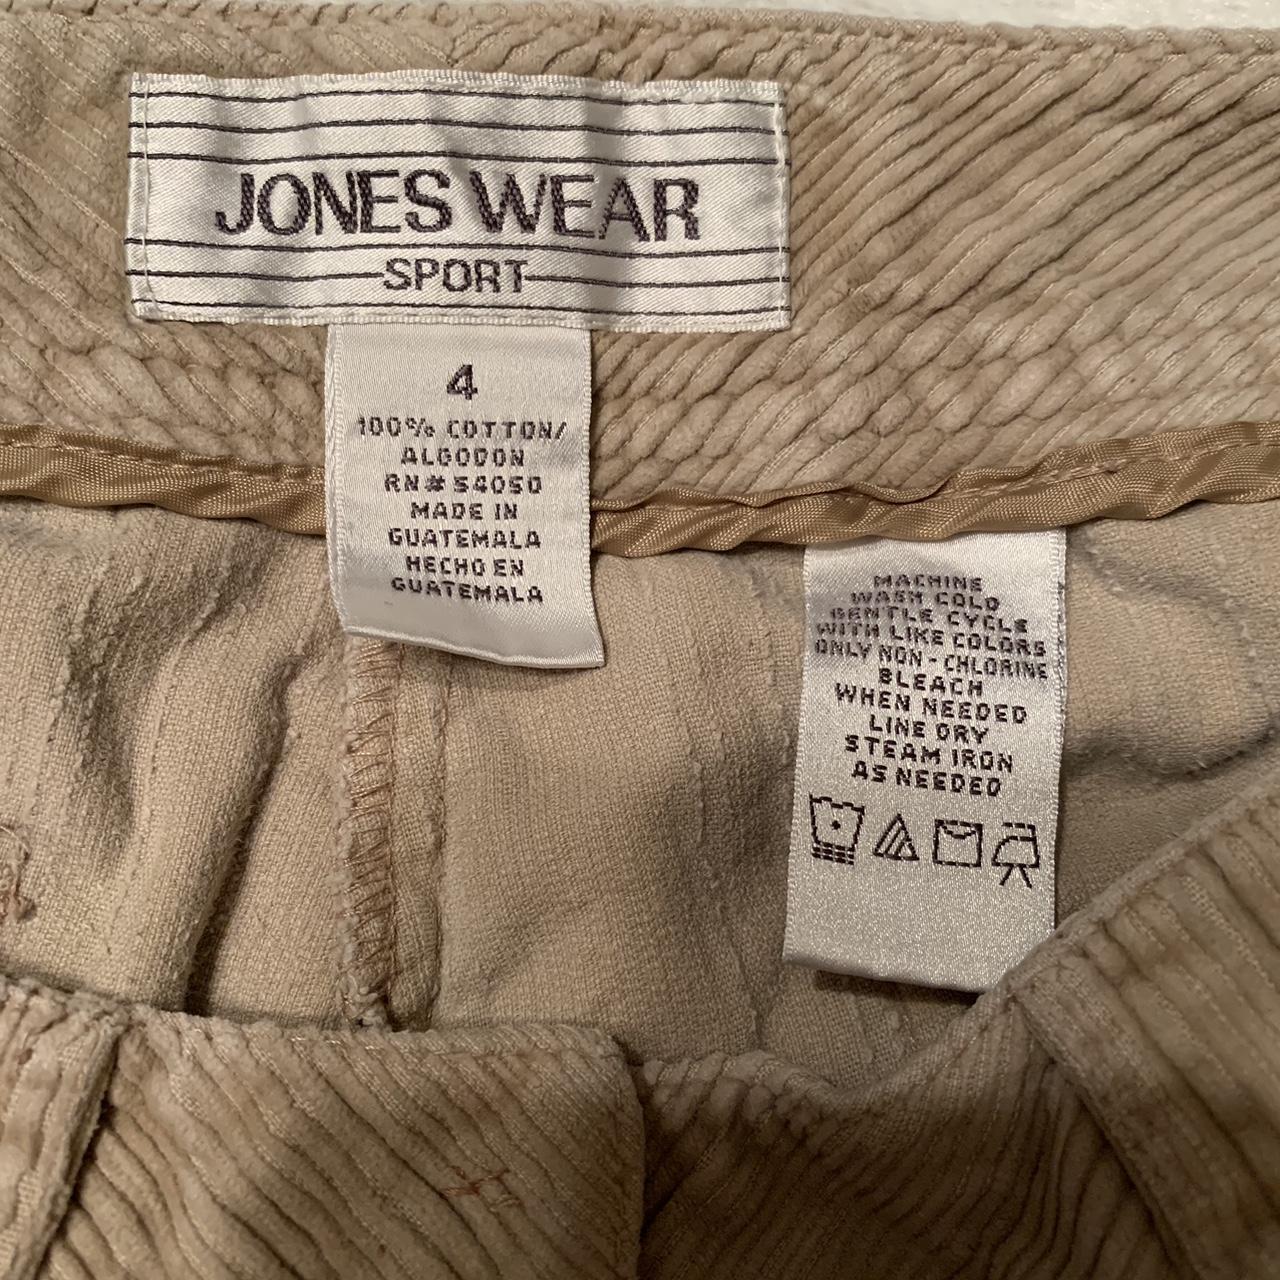 JONES WEAR
SPORT
4
100% COTTON/
ALGODON
RN#54050
MADE IN
GUATEMALA
HECHO EN
GUATEMALA
MACHINE
WASH COLD
GENTLE CYCLE
WITH LIKE COLORS
ONLY NON-CHLORINE
BLEACH
WHEN NEEDED
LINE DRY
STEAM IRON
AS NEEDED